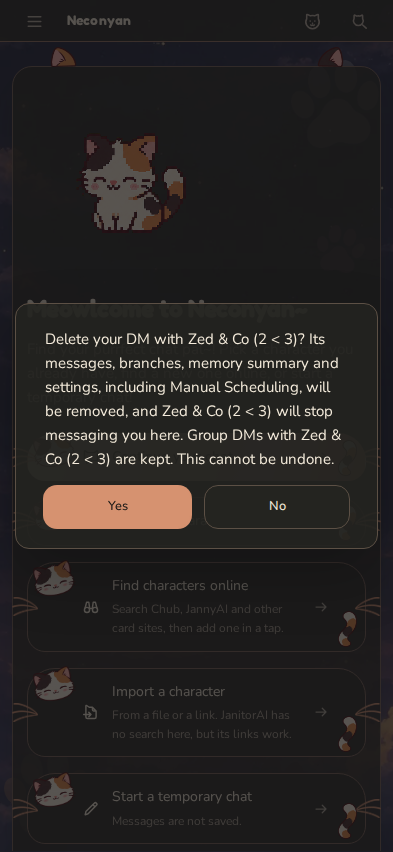 Neconyan
Meowlcome to Neconyan~
Delete your DM with Zed & Co (2 < 3)? Its
messages, branches, memory summary and
settings, including Manual Scheduling, will
be removed, and Zed & Co (2 < 3) will stop
messaging you here. Group DMs with Zed &
Co (2 < 3) are kept. This cannot be undone.
Yes
No
Find characters online
Search Chub, JannyAI and other
card sites, then add one in a tap.
Import a character
From a file or a link. JanitorAI has
no search here, but its links work.
Start a temporary chat
Messages are not saved.